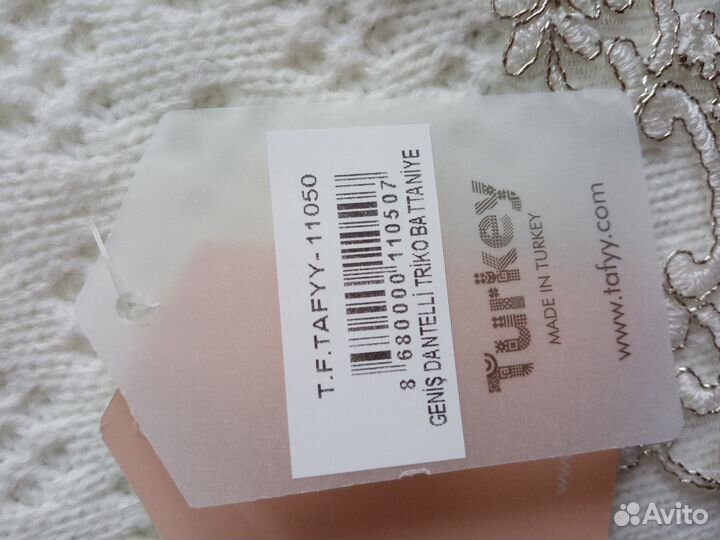 T.F.TAFYY-11050
8 680000 110507
GENİŞ DANTELLİ TRİKO BATTANİYE
Turkey
MADE IN TURKEY
www.tafyy.com
Avito